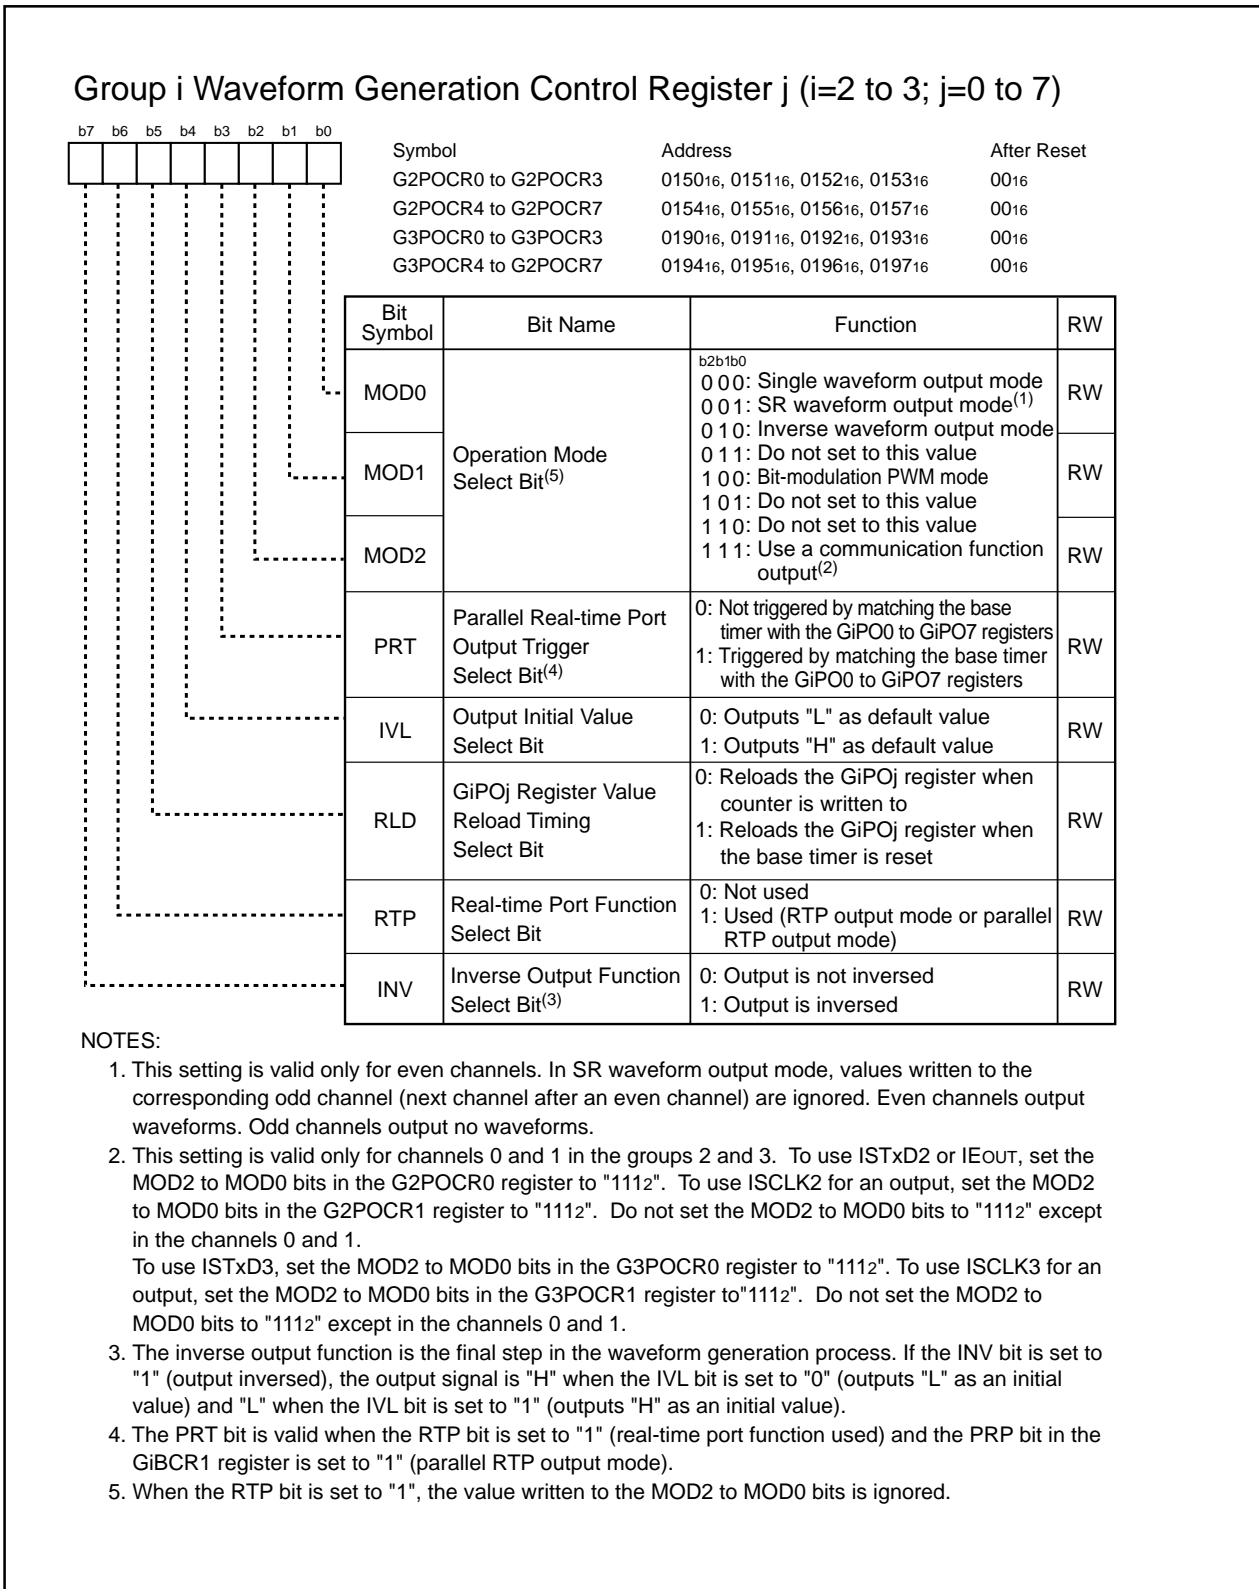 Group i Waveform Generation Control Register j (i=2 to 3; j=0 to 7)
b7 b6 b5 b4 b3 b2 b1 b0
Symbol Address After Reset
G2POCR0 to G2POCR3 015016, 015116, 015216, 015316 0016
G2POCR4 to G2POCR7 015416, 015516, 015616, 015716 0016
G3POCR0 to G3POCR3 019016, 019116, 019216, 019316 0016
G3POCR4 to G2POCR7 019416, 019516, 019616, 019716 0016
Bit Symbol Bit Name Function RW
MOD0 RW
MOD1 RW
MOD2 RW
Operation Mode
Select Bit(5)
b2b1b0
0 0 0: Single waveform output mode
0 0 1: SR waveform output mode(1)
0 1 0: Inverse waveform output mode
0 1 1: Do not set to this value
1 0 0: Bit-modulation PWM mode
1 0 1: Do not set to this value
1 1 0: Do not set to this value
1 1 1: Use a communication function
output(2)
PRT
Parallel Real-time Port
Output Trigger
Select Bit(4)
0: Not triggered by matching the base
timer with the GiPO0 to GiPO7 registers
1: Triggered by matching the base timer
with the GiPO0 to GiPO7 registers
RW
IVL
Output Initial Value
Select Bit
0: Outputs "L" as default value
1: Outputs "H" as default value
RW
RLD
GiPOj Register Value
Reload Timing
Select Bit
0: Reloads the GiPOj register when
counter is written to
1: Reloads the GiPOj register when
the base timer is reset
RW
RTP
Real-time Port Function
Select Bit
0: Not used
1: Used (RTP output mode or parallel
RTP output mode)
RW
INV
Inverse Output Function
Select Bit(3)
0: Output is not inversed
1: Output is inversed
RW
NOTES:
1. This setting is valid only for even channels. In SR waveform output mode, values written to the
corresponding odd channel (next channel after an even channel) are ignored. Even channels output
waveforms. Odd channels output no waveforms.
2. This setting is valid only for channels 0 and 1 in the groups 2 and 3. To use ISTxD2 or IEOUT, set the
MOD2 to MOD0 bits in the G2POCR0 register to "1112". To use ISCLK2 for an output, set the MOD2
to MOD0 bits in the G2POCR1 register to "1112". Do not set the MOD2 to MOD0 bits to "1112" except
in the channels 0 and 1.
To use ISTxD3, set the MOD2 to MOD0 bits in the G3POCR0 register to "1112". To use ISCLK3 for an
output, set the MOD2 to MOD0 bits in the G3POCR1 register to"1112". Do not set the MOD2 to
MOD0 bits to "1112" except in the channels 0 and 1.
3. The inverse output function is the final step in the waveform generation process. If the INV bit is set to
"1" (output inversed), the output signal is "H" when the IVL bit is set to "0" (outputs "L" as an initial
value) and "L" when the IVL bit is set to "1" (outputs "H" as an initial value).
4. The PRT bit is valid when the RTP bit is set to "1" (real-time port function used) and the PRP bit in the
GiBCR1 register is set to "1" (parallel RTP output mode).
5. When the RTP bit is set to "1", the value written to the MOD2 to MOD0 bits is ignored.